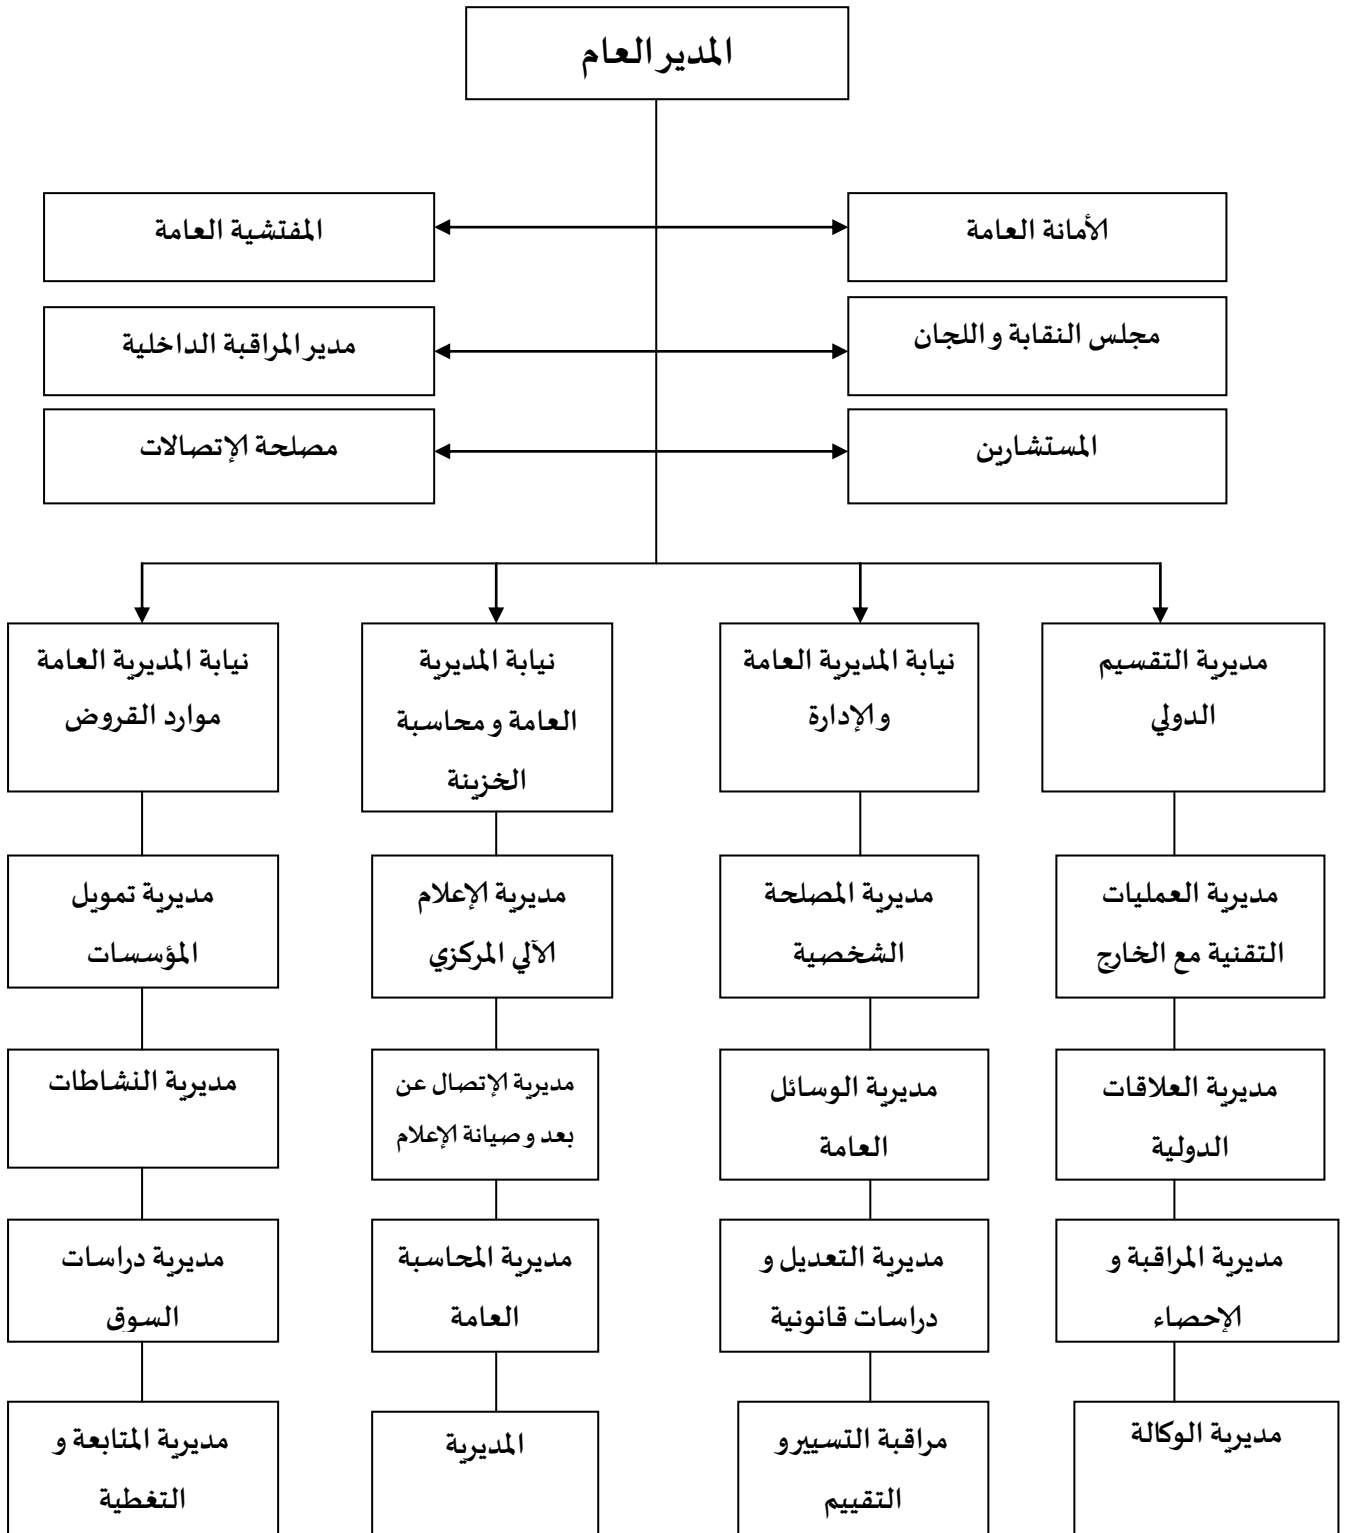 المدير العام
الأمانة العامة
المفتشية العامة
مجلس النقابة و اللجان
مدير المراقبة الداخلية
المستشارين
مصلحة الإتصالات
مديرية التقسيم
الدولي
نيابة المديرية العامة
والإدارة
نيابة المديرية
العامة و محاسبة
الخزينة
نيابة المديرية العامة
موارد القروض
مديرية العمليات
التقنية مع الخارج
مديرية المصلحة
الشخصية
مديرية الإعلام
الآلي المركزي
مديرية تمويل
المؤسسات
مديرية العلاقات
الدولية
مديرية الوسائل
العامة
مديرية الإتصال عن
بعد و صيانة الإعلام
مديرية النشاطات
مديرية المراقبة و
الإحصاء
مديرية التعديل و
دراسات قانونية
مديرية المحاسبة
العامة
مديرية دراسات
السوق
مديرية الوكالة
مراقبة التسيير و
التقييم
المديرية
مديرية المتابعة و
التغطية